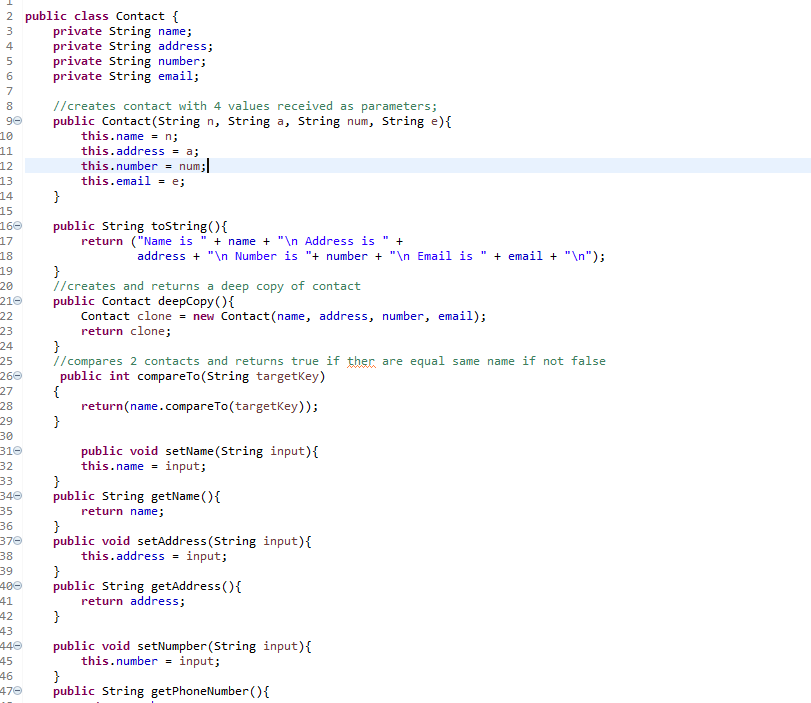 1
2 public class Contact {
3 private String name;
4 private String address;
5 private String number;
6 private String email;
7
8 //creates contact with 4 values received as parameters;
9 public Contact(String n, String a, String num, String e){
10 this.name = n;
11 this.address = a;
12 this.number = num;
13 this.email = e;
14 }
15
16 public String toString(){
17 return ("Name is " + name + "\n Address is " +
18 address + "\n Number is "+ number + "\n Email is " + email + "\n");
19 }
20 //creates and returns a deep copy of contact
21 public Contact deepCopy(){
22 Contact clone = new Contact(name, address, number, email);
23 return clone;
24 }
25 //compares 2 contacts and returns true if ther are equal same name if not false
26 public int compareTo(String targetKey)
27 {
28 return(name.compareTo(targetKey));
29 }
30
31 public void setName(String input){
32 this.name = input;
33 }
34 public String getName(){
35 return name;
36 }
37 public void setAddress(String input){
38 this.address = input;
39 }
40 public String getAddress(){
41 return address;
42 }
43
44 public void setNumpber(String input){
45 this.number = input;
46 }
47 public String getPhoneNumber(){